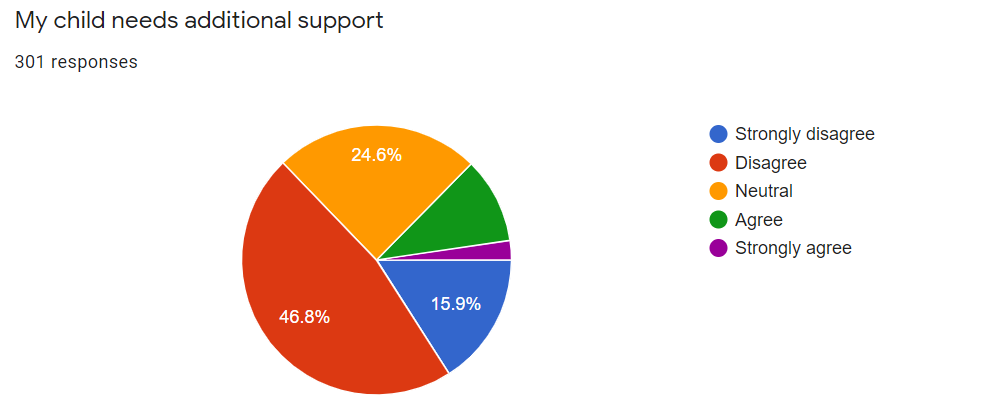 My child needs additional support
301 responses
24.6%
46.8%
15.9%
Strongly disagree
Disagree
Neutral
Agree
Strongly agree